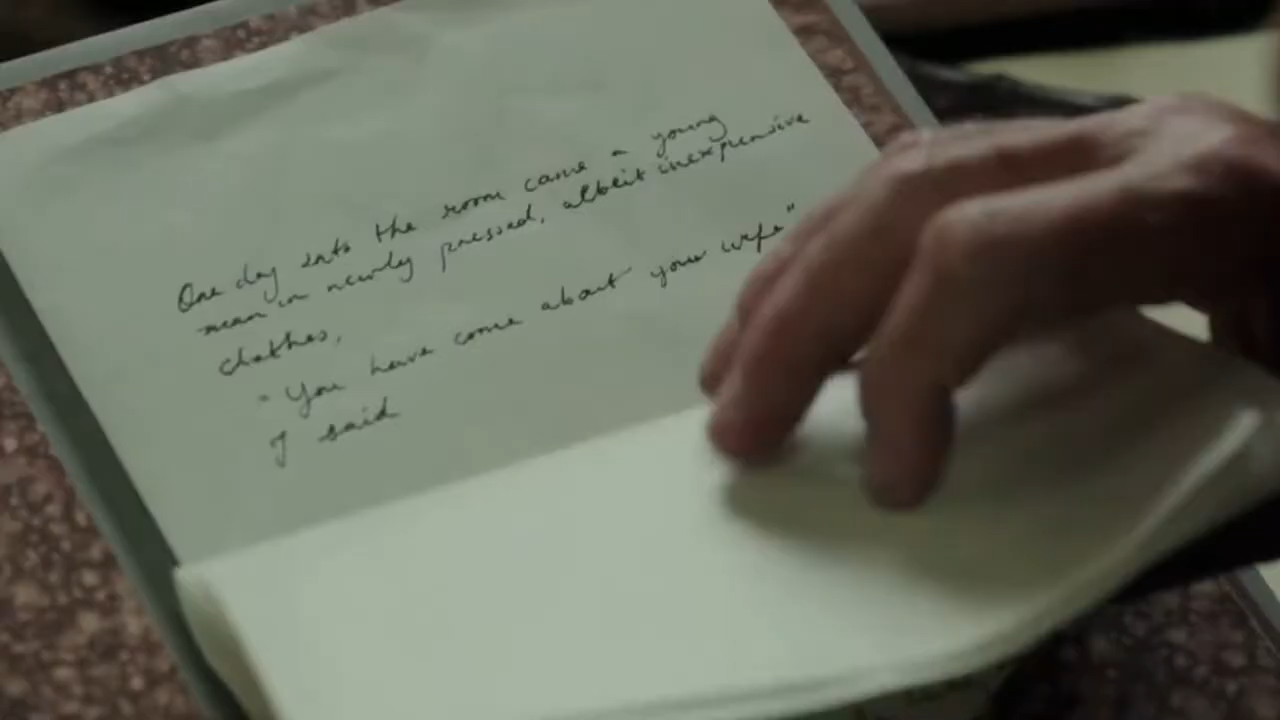 One day into the room came a young
man in newly pressed, albeit inexpensive
clothes,
"You have come about your wife"
I said